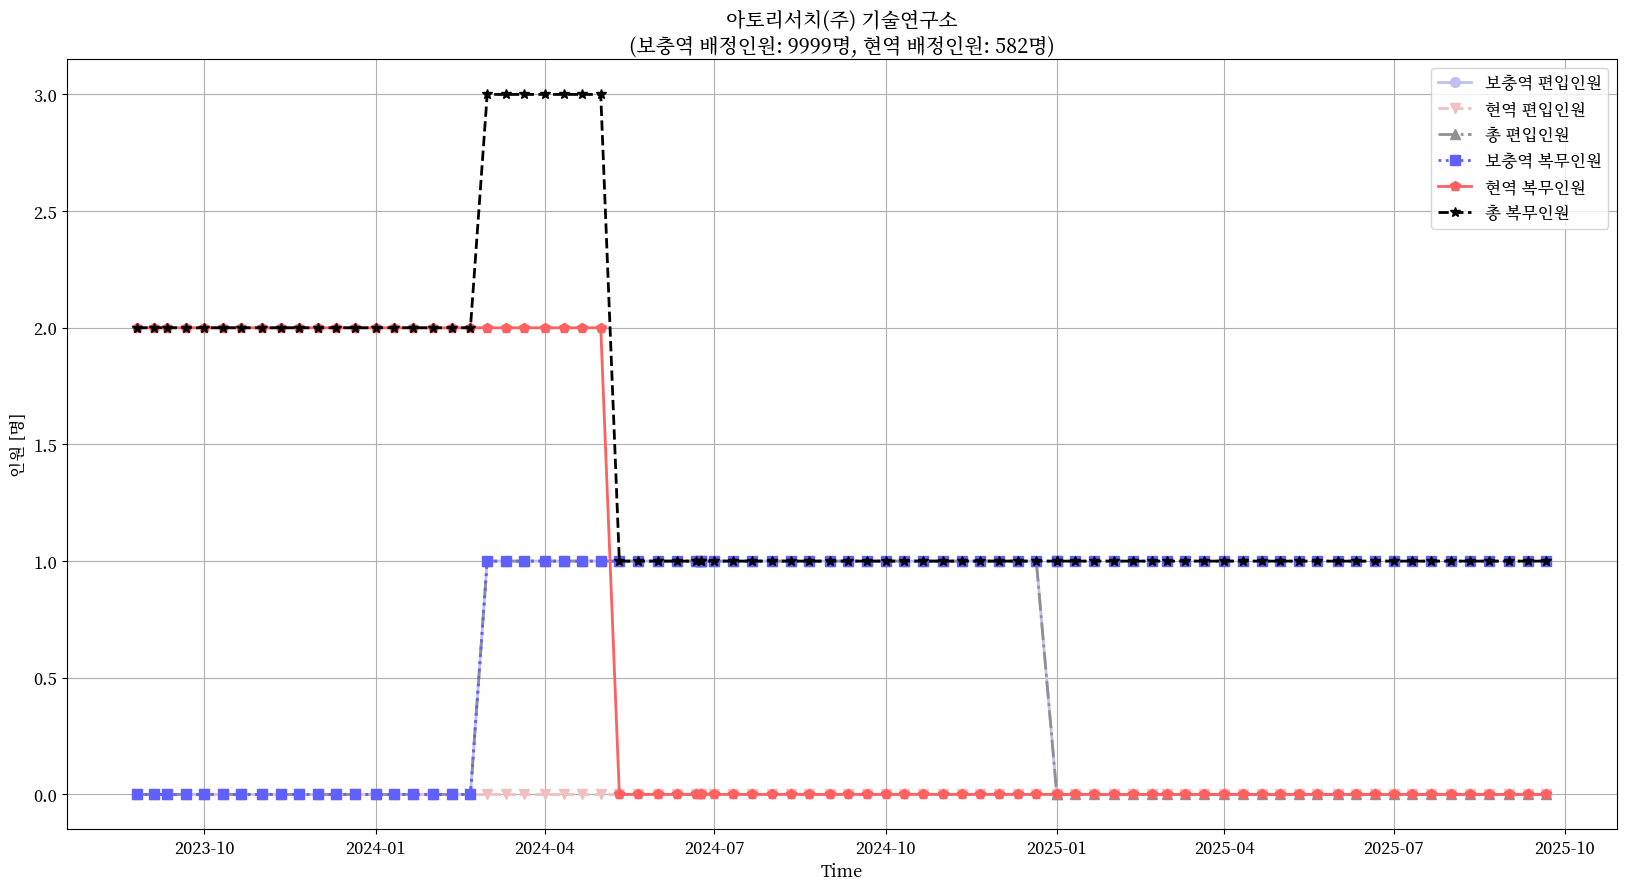 아토리서치(주) 기술연구소
(보충역 배정인원: 9999명, 현역 배정인원: 582명)
보충역 편입인원
현역 편입인원
총 편입인원
보충역 복무인원
현역 복무인원
총 복무인원
3.0
2.5
2.0
1.5
1.0
0.5
0.0
인원 [명]
2023-10
2024-01
2024-04
2024-07
2024-10
2025-01
2025-04
2025-07
2025-10
Time